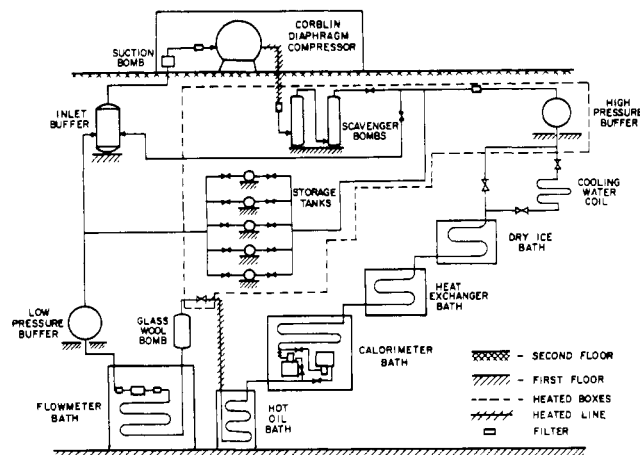 CORBLIN
DIAPHRAGM
COMPRESSOR
SUCTION
BOMB
INLET
BUFFER
SCAVENGER
BOMBS
HIGH
PRESSURE
BUFFER
STORAGE
TANKS
COOLING
WATER
COIL
DRY ICE
BATH
HEAT
EXCHANGER
BATH
LOW
PRESSURE
BUFFER
GLASS
WOOL
BOMB
CALORIMETER
BATH
FLOWMETER
BATH
HOT
OIL
BATH
- SECOND FLOOR
- FIRST FLOOR
- HEATED BOXES
- HEATED LINE
- FILTER